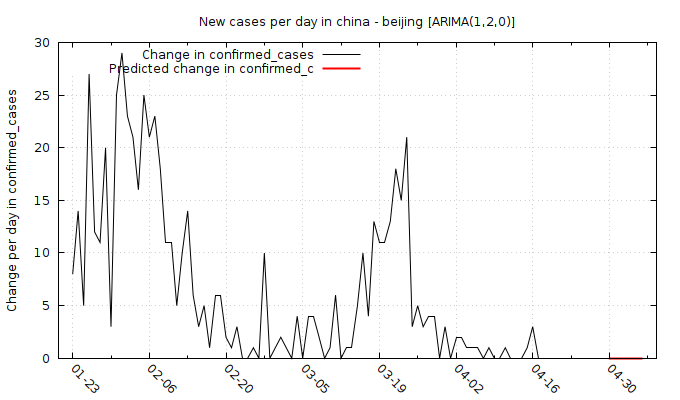 New cases per day in china - beijing [ARIMA(1,2,0)]
Change in confirmed_cases
Predicted change in confirmed_c
Change per day in confirmed_cases
30
25
20
15
10
5
0
01-23 02-06 02-20 03-05 03-19 04-02 04-16 04-30